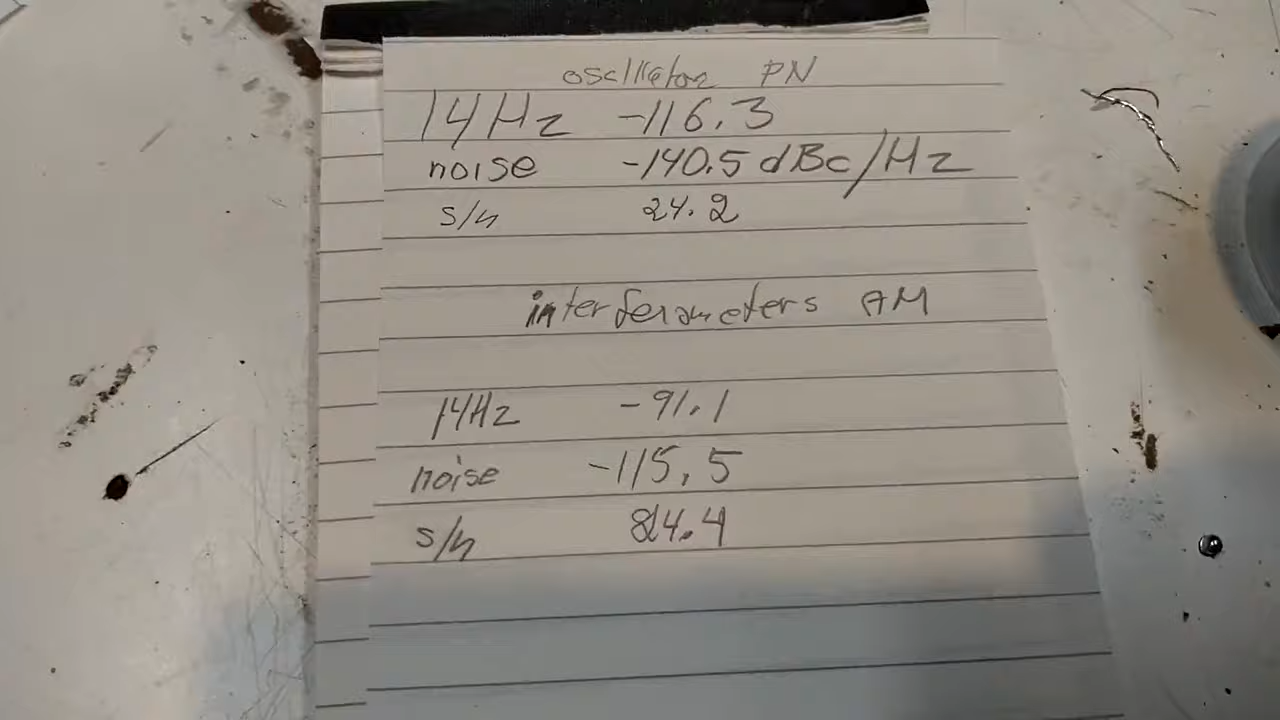 oscillator PN
14Hz -116.3
noise -140.5 dBc/Hz
s/n 24.2
interferometers AM
14Hz -91.1
noise -115.5
s/n 24.4